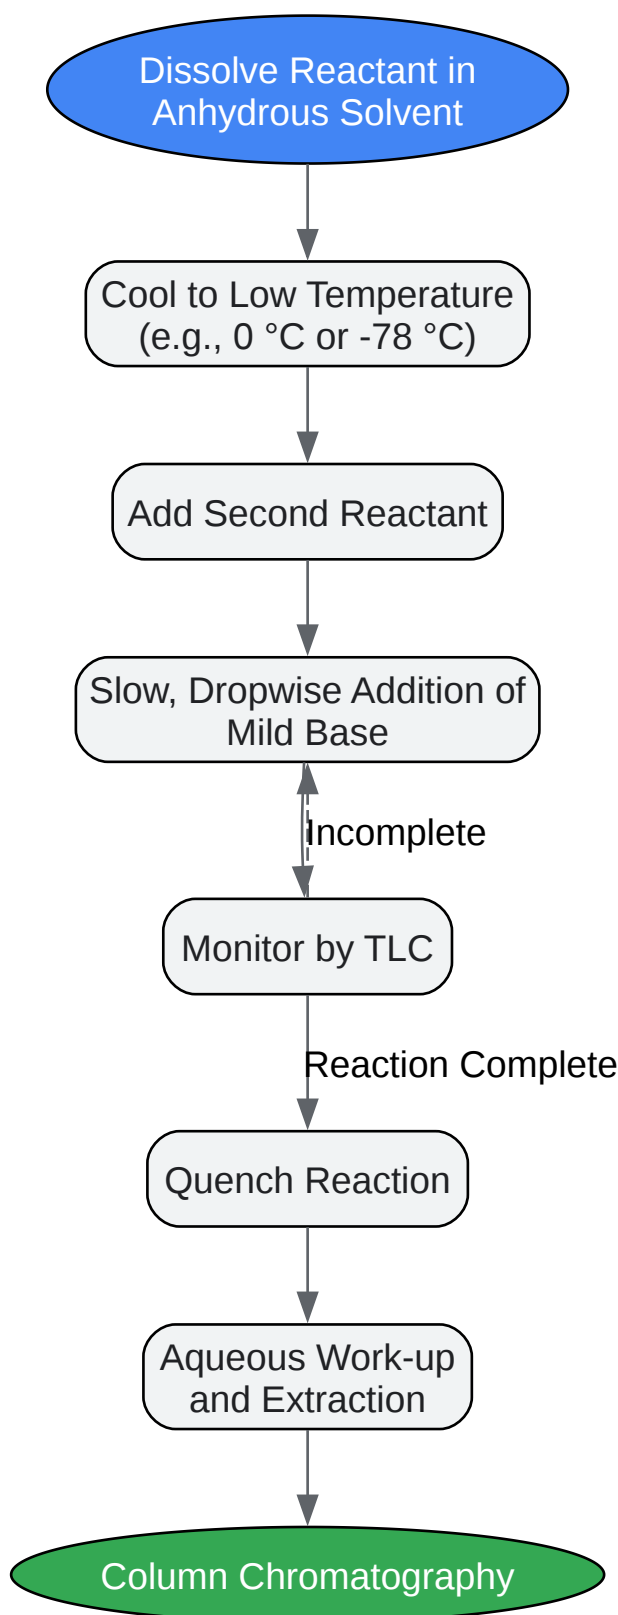 Dissolve Reactant in
Anhydrous Solvent
Cool to Low Temperature
(e.g., 0 °C or -78 °C)
Add Second Reactant
Slow, Dropwise Addition of
Mild Base
Incomplete
Monitor by TLC
Reaction Complete
Quench Reaction
Aqueous Work-up
and Extraction
Column Chromatography